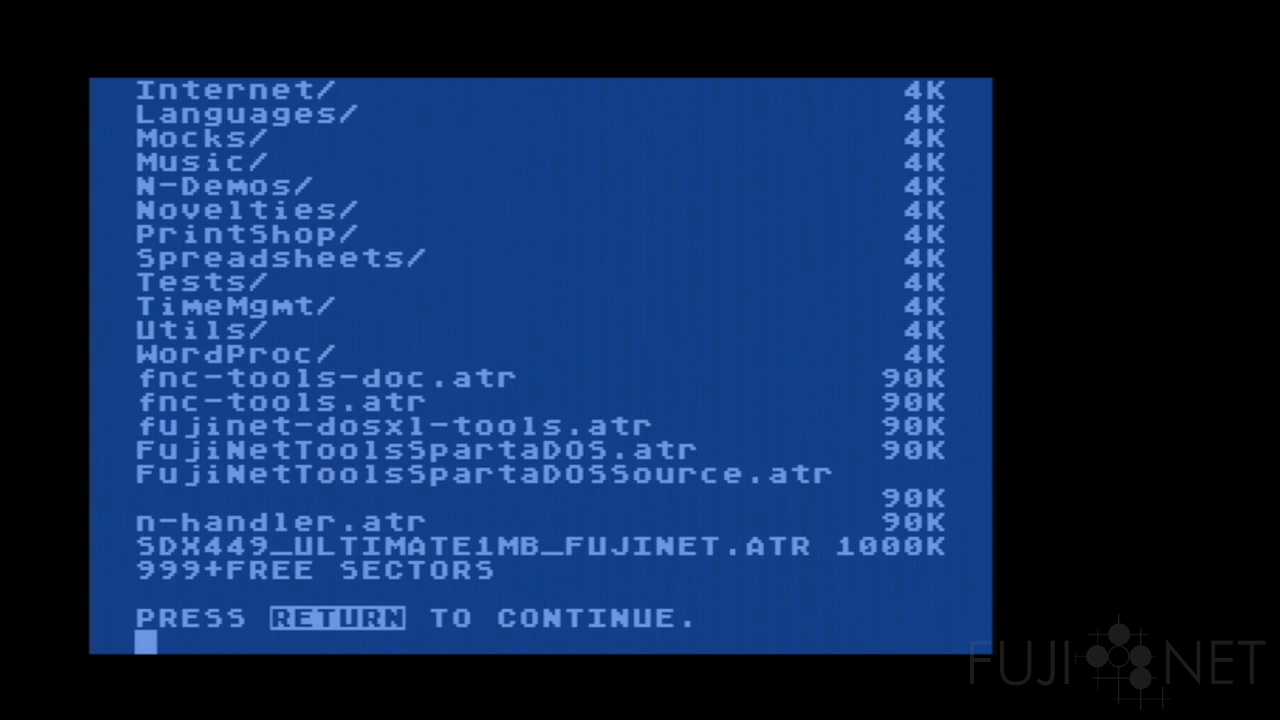 Internet/ 4K
Languages/ 4K
Mocks/ 4K
Music/ 4K
N-Demos/ 4K
Novelties/ 4K
PrintShop/ 4K
Spreadsheets/ 4K
Tests/ 4K
TimeMgmt/ 4K
Utils/ 4K
WordProc/ 4K
fnc-tools-doc.atr 90K
fnc-tools.atr 90K
fujinet-dosxl-tools.atr 90K
FujiNetToolsSpartaDOS.atr 90K
FujiNetToolsSpartaDOSSource.atr
90K
n-handler.atr 90K
SDX449_ULTIMATE1MB_FUJINET.ATR 1000K
999+FREE SECTORS
PRESS RETURN TO CONTINUE.
FUJI NET